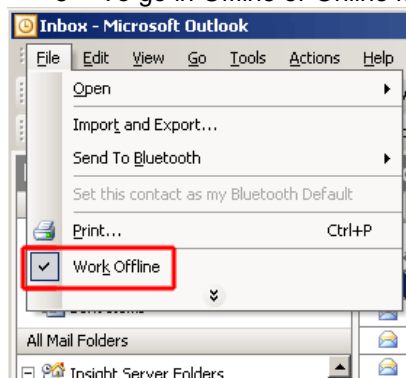 Inbox - Microsoft Outlook
File Edit View Go Tools Actions Help
Open
Import and Export...
Send To Bluetooth
Set this contact as my Bluetooth Default
Print... Ctrl+P
Work Offline
All Mail Folders
Insight Server Folders